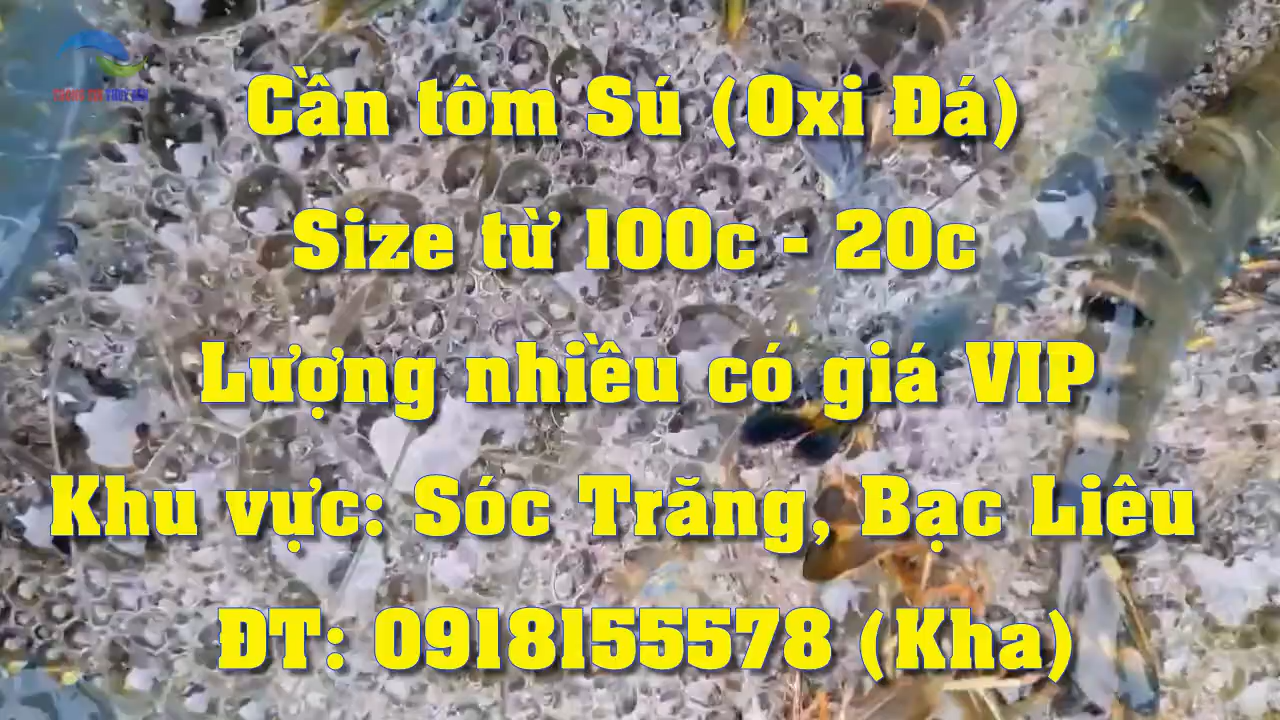 Cần tôm Sú (Oxi Đá)
Size từ 100c - 20c
Lượng nhiều có giá VIP
Khu vực: Sóc Trăng, Bạc Liêu
ĐT: 0918155578 (Kha)